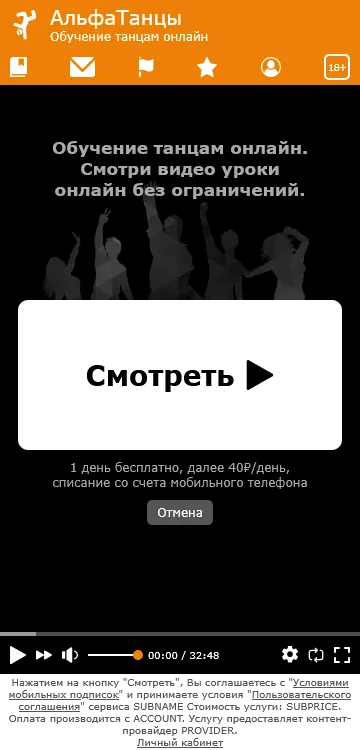 АльфаТанцы
Обучение танцам онлайн
18+
Обучение танцам онлайн.
Смотри видео уроки
онлайн без ограничений.
Смотреть
1 день бесплатно, далее 40₽/день,
списание со счета мобильного телефона
Отмена
00:00 / 32:48
Нажатием на кнопку "Смотреть", Вы соглашаетесь с "Условиями
мобильных подписок" и принимаете условия "Пользовательского
соглашения" сервиса SUBNAME Стоимость услуги: SUBPRICE.
Оплата производится с ACCOUNT. Услугу предоставляет контент-
провайдер PROVIDER.
Личный кабинет